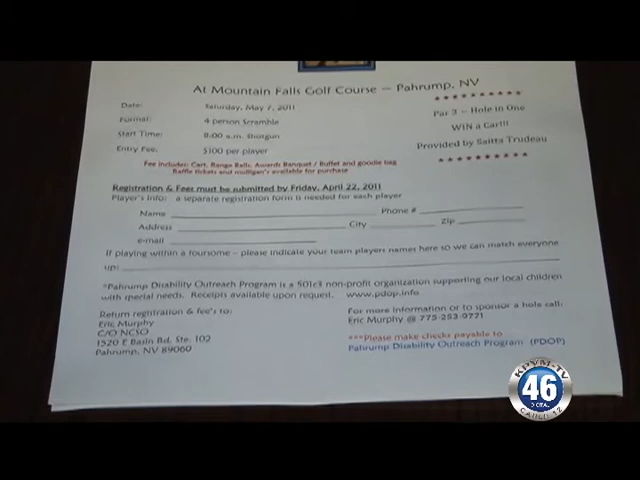 At Mountain Falls Golf Course — Pahrump, NV
Date: Saturday, May 7, 2011
Format: 4 person Scramble
Start Time: 8:00 a.m. Shotgun
Entry Fee: $100 per player
Par 3 – Hole in One
WIN a Car!!!
Provided by Saitta Trudeau
Fee includes: Cart, Range Balls, Awards Banquet / Buffet and goodie bag
Raffle tickets and mulligan's available for purchase
Registration & Fees must be submitted by Friday, April 22, 2011
Player's Info: a separate registration form is needed for each player
Name Phone #
Address City Zip
e-mail
If playing within a foursome – please indicate your team players names here so we can match everyone
up:
*Pahrump Disability Outreach Program is a 501c3 non-profit organization supporting our local children
with special needs. Receipts available upon request. www.pdop.info
Return registration & fee's to:
Eric Murphy
C/O NCSO
1520 E Basin Rd. Ste. 102
Pahrump, NV 89060
For more information or to sponsor a hole call:
Eric Murphy @ 775-253-0771
***Please make checks payable to
Pahrump Disability Outreach Program (PDOP)
KPVM-TV
46
CABLE 12